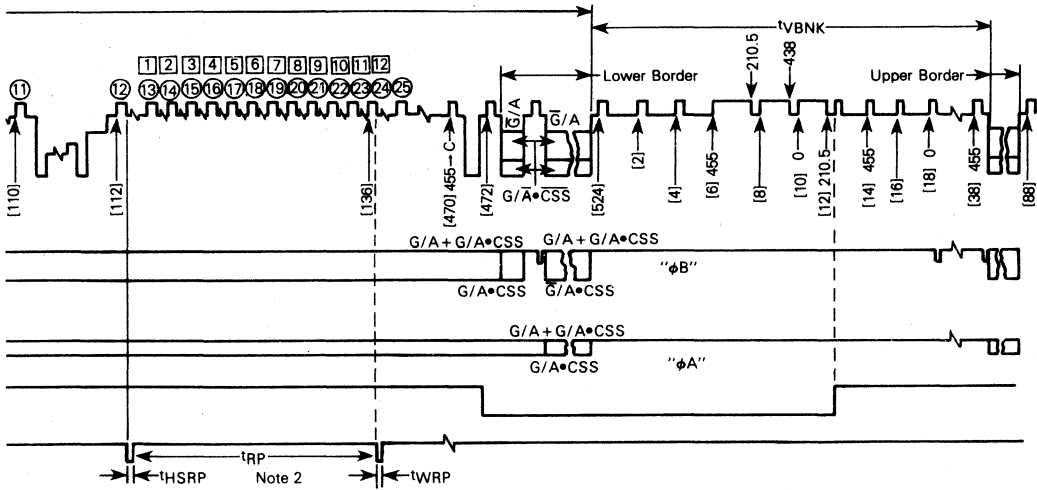 tVBNK
210.5
438
1 2 3 4 5 6 7 8 9 10 11 12
Lower Border
Upper Border
11 12 13 14 15 16 17 18 19 20 21 22 23 24 25
G̅/A G̅/A
G/A̅•C̅S̅S̅
[110]
[112]
[136]
[470] 455→C
[472]
[524]
[2]
[4]
[6] 455
[8]
[10] 0
[12] 210.5
[14] 455
[16]
[18] 0
[38] 455
[88]
G/A + G/A•CSS G/A + G/A•CSS
"φB"
G/A•CSS G̅/A•CSS
G/A + G/A•CSS
"φA"
G/A•CSS
tRP
tHSRP Note 2 tWRP